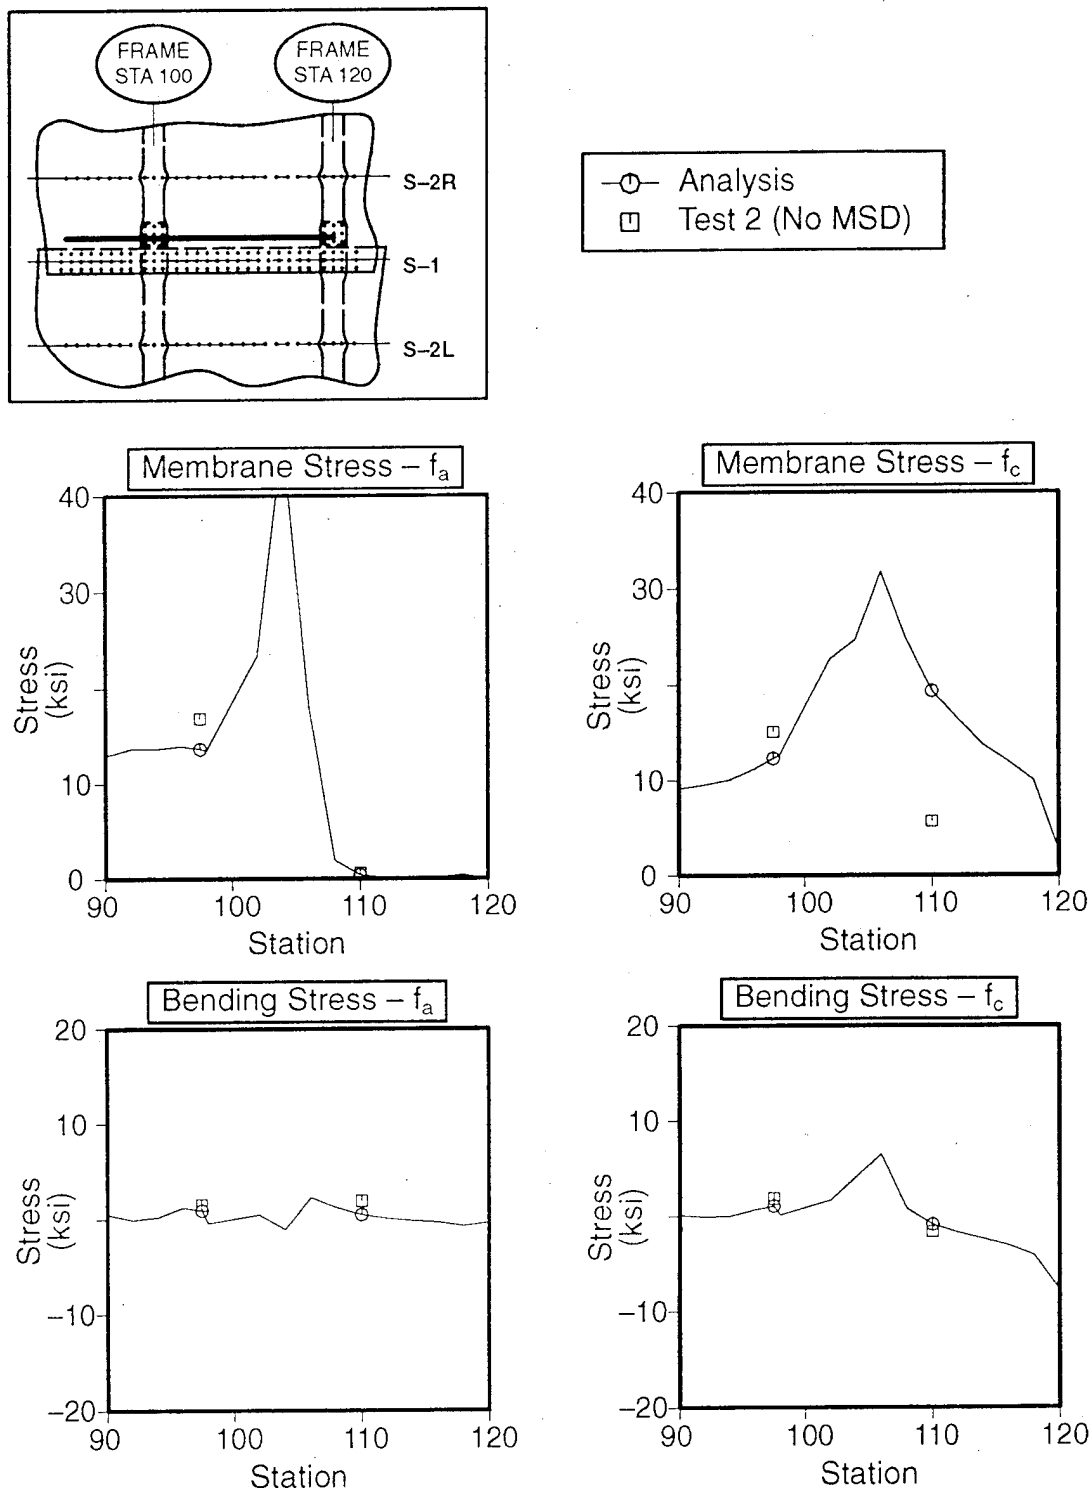 FRAME
STA 100
FRAME
STA 120
S-2R
S-1
S-2L
Analysis
Test 2 (No MSD)
Membrane Stress – fa
40
30
10
0
90
100
110
120
Stress
(ksi)
Station
Membrane Stress – fc
40
30
10
0
90
100
110
120
Stress
(ksi)
Station
Bending Stress – fa
20
10
–10
–20
90
100
110
120
Stress
(ksi)
Station
Bending Stress – fc
20
10
–10
–20
90
100
110
120
Stress
(ksi)
Station